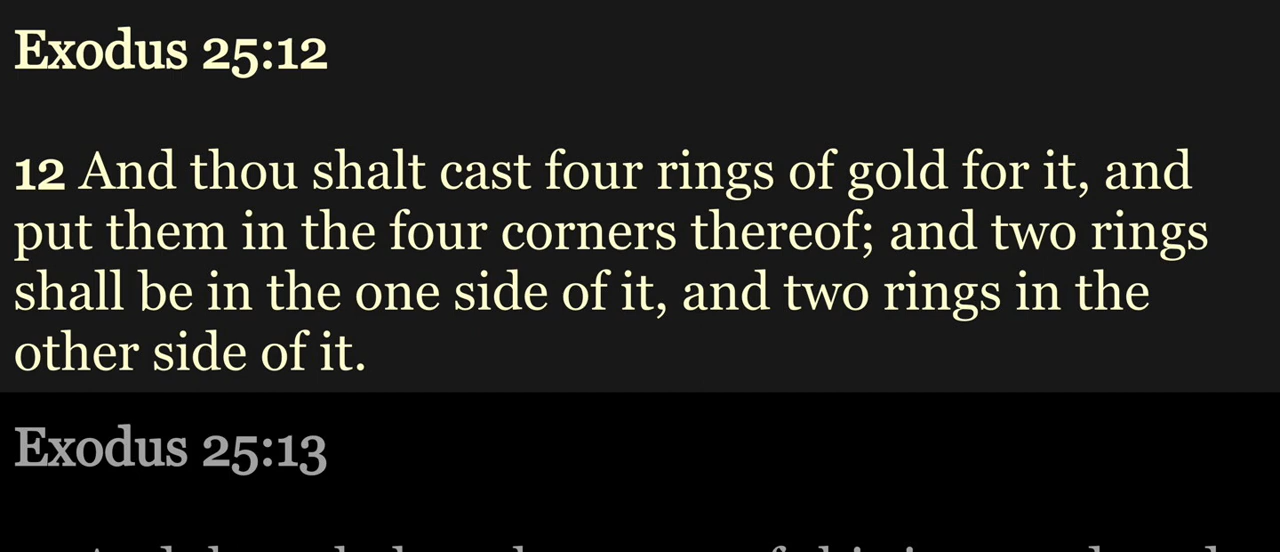 Exodus 25:12
12 And thou shalt cast four rings of gold for it, and
put them in the four corners thereof; and two rings
shall be in the one side of it, and two rings in the
other side of it.
Exodus 25:13